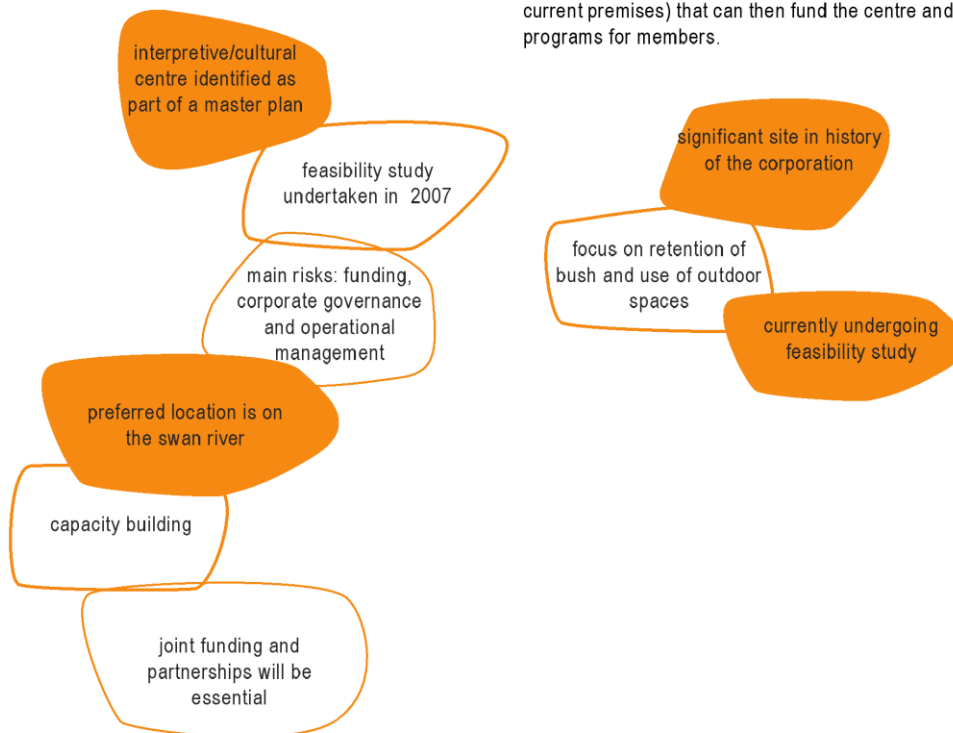 current premises) that can then fund the centre and
programs for members.
interpretive/cultural
centre identified as
part of a master plan
feasibility study
undertaken in 2007
main risks: funding,
corporate governance
and operational
management
preferred location is on
the swan river
capacity building
joint funding and
partnerships will be
essential
significant site in history
of the corporation
focus on retention of
bush and use of outdoor
spaces
currently undergoing
feasibility study